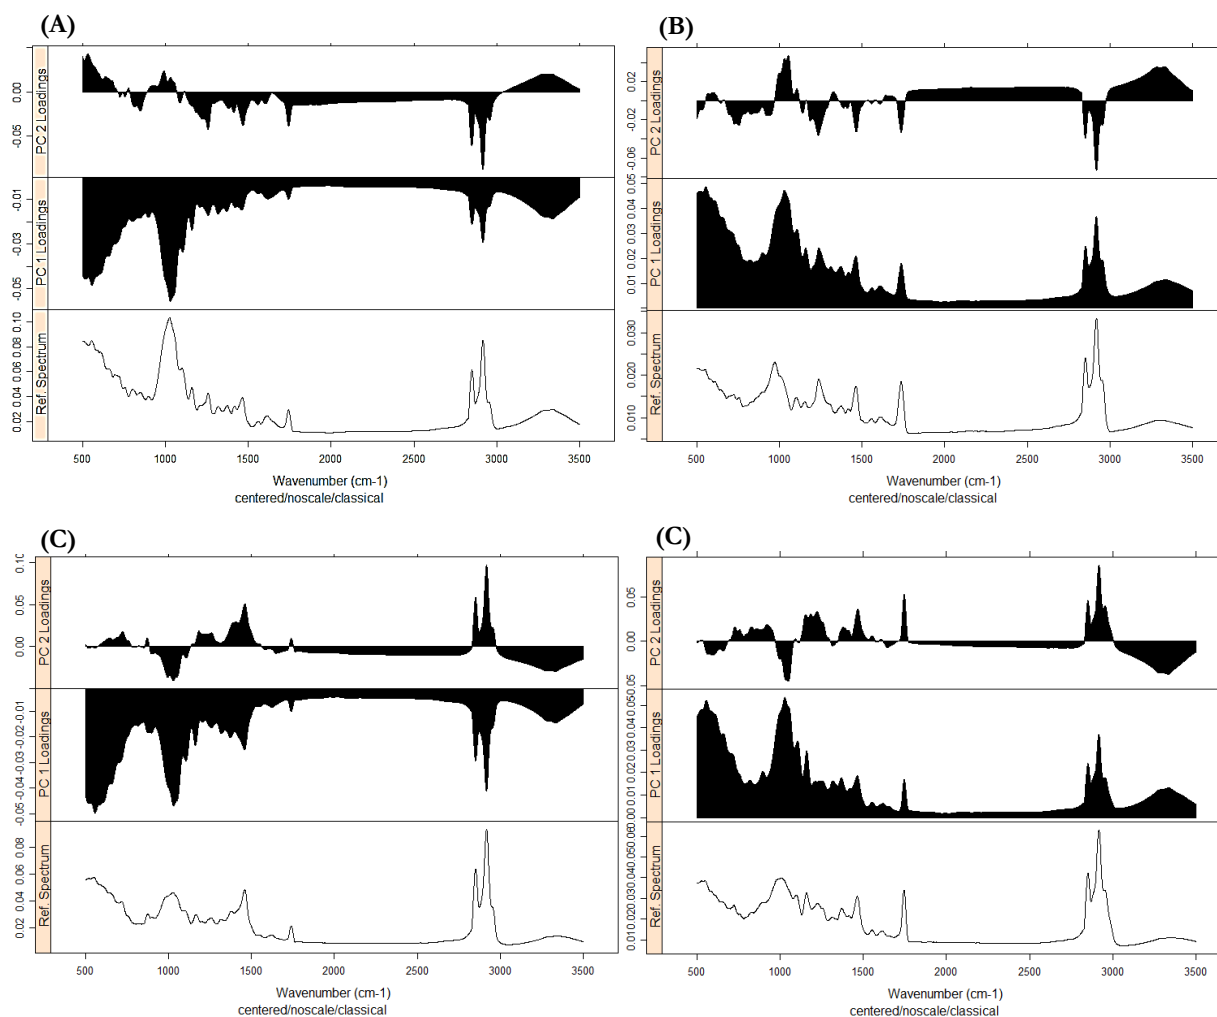 (A)
PC 2 Loadings
0.00
-0.05
PC 1 Loadings
-0.01
-0.03
-0.05
Ref. Spectrum
0.10
0.08
0.06
0.04
0.02
500 1000 1500 2000 2500 3000 3500
Wavenumber (cm-1)
centered/noscale/classical
(B)
PC 2 Loadings
0.02
-0.02
-0.06
PC 1 Loadings
0.05
0.04
0.03
0.02
0.01
Ref. Spectrum
0.030
0.020
0.010
500 1000 1500 2000 2500 3000 3500
Wavenumber (cm-1)
centered/noscale/classical
(C)
PC 2 Loadings
0.10
0.05
0.00
PC 1 Loadings
-0.01
-0.02
-0.03
-0.04
-0.05
Ref. Spectrum
0.08
0.06
0.04
0.02
500 1000 1500 2000 2500 3000 3500
Wavenumber (cm-1)
centered/noscale/classical
(C)
PC 2 Loadings
0.05
0.00
0.05
PC 1 Loadings
0.05
0.04
0.03
0.02
0.01
0.00
Ref. Spectrum
0.06
0.05
0.04
0.03
0.02
0.01
500 1000 1500 2000 2500 3000 3500
Wavenumber (cm-1)
centered/noscale/classical